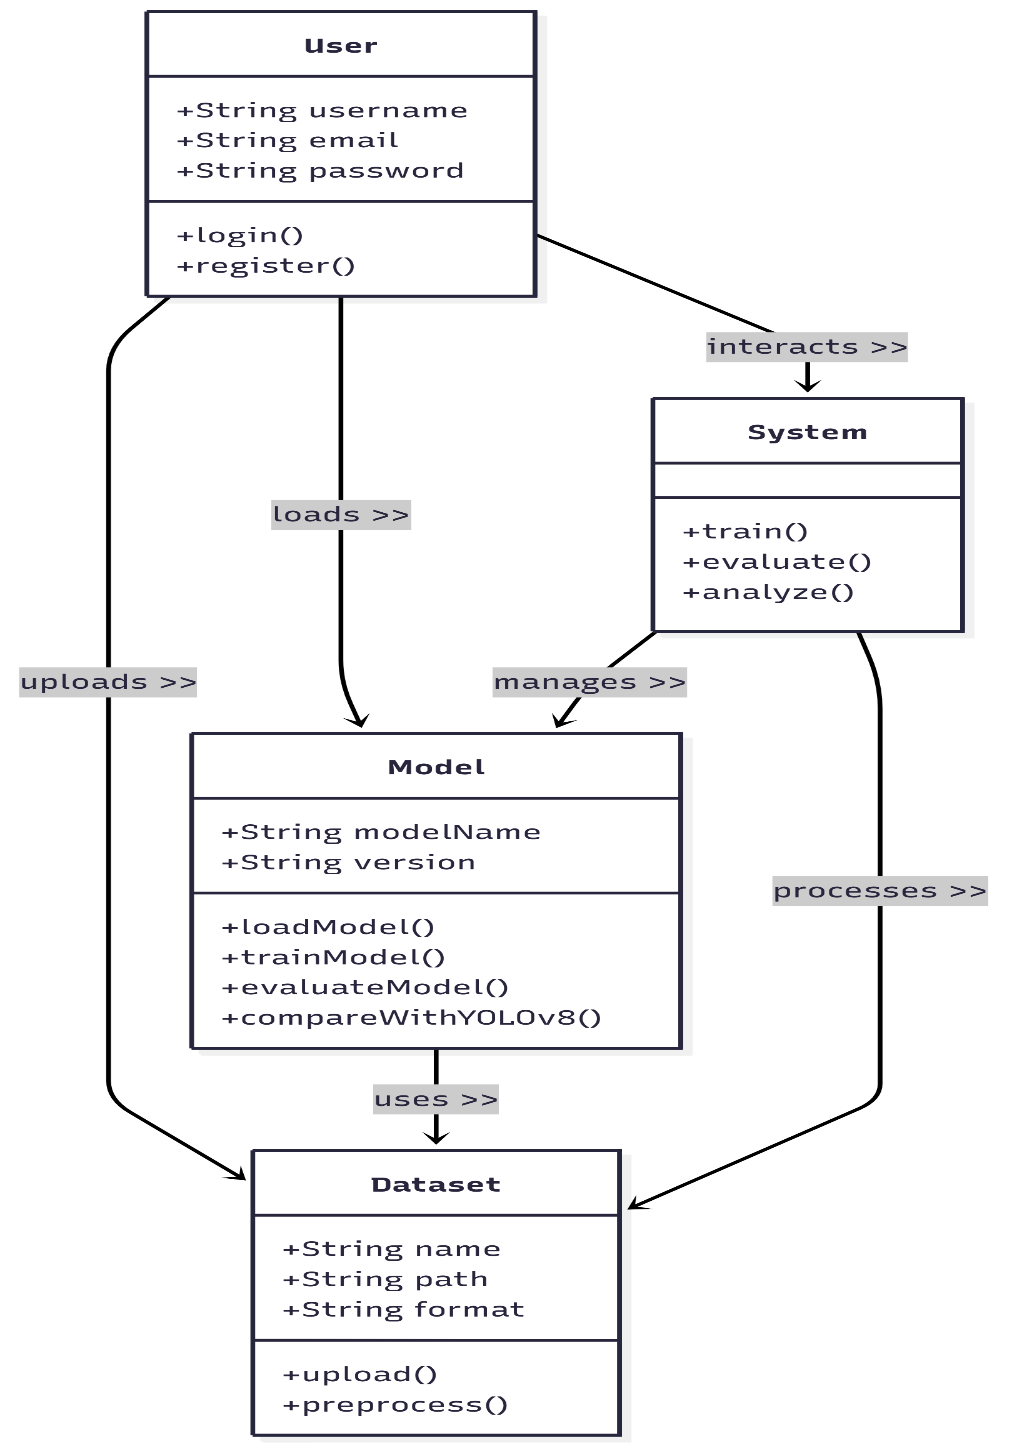 User
+String username
+String email
+String password
+login()
+register()
interacts >>
System
+train()
+evaluate()
+analyze()
loads >>
uploads >>
manages >>
Model
+String modelName
+String version
+loadModel()
+trainModel()
+evaluateModel()
+compareWithYOLOv8()
processes >>
uses >>
Dataset
+String name
+String path
+String format
+upload()
+preprocess()